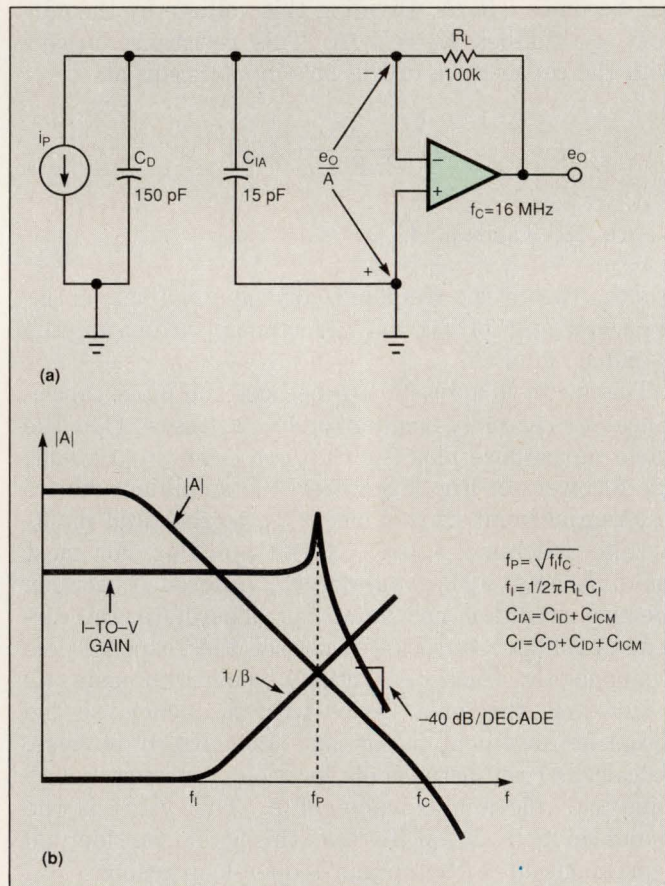 R_L
100k
i_P
C_D
150 pF
C_IA
15 pF
−
e_O
A
−
+
e_O
f_C=16 MHz
+
(a)
|A|
|A|
I–TO–V
GAIN
1/β
f_P = √f_I f_C
f_I = 1/2πR_L C_I
C_IA = C_ID + C_ICM
C_I = C_D + C_ID + C_ICM
−40 dB/DECADE
f_I
f_P
f_C
f
(b)